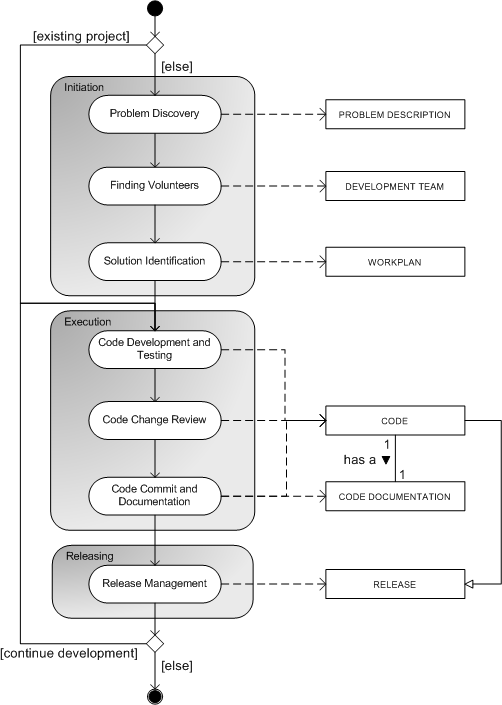 [existing project]
[else]
Initiation
Problem Discovery
PROBLEM DESCRIPTION
Finding Volunteers
DEVELOPMENT TEAM
Solution Identification
WORKPLAN
Execution
Code Development and
Testing
Code Change Review
CODE
1
has a ▼
1
Code Commit and
Documentation
CODE DOCUMENTATION
Releasing
Release Management
RELEASE
[continue development]
[else]